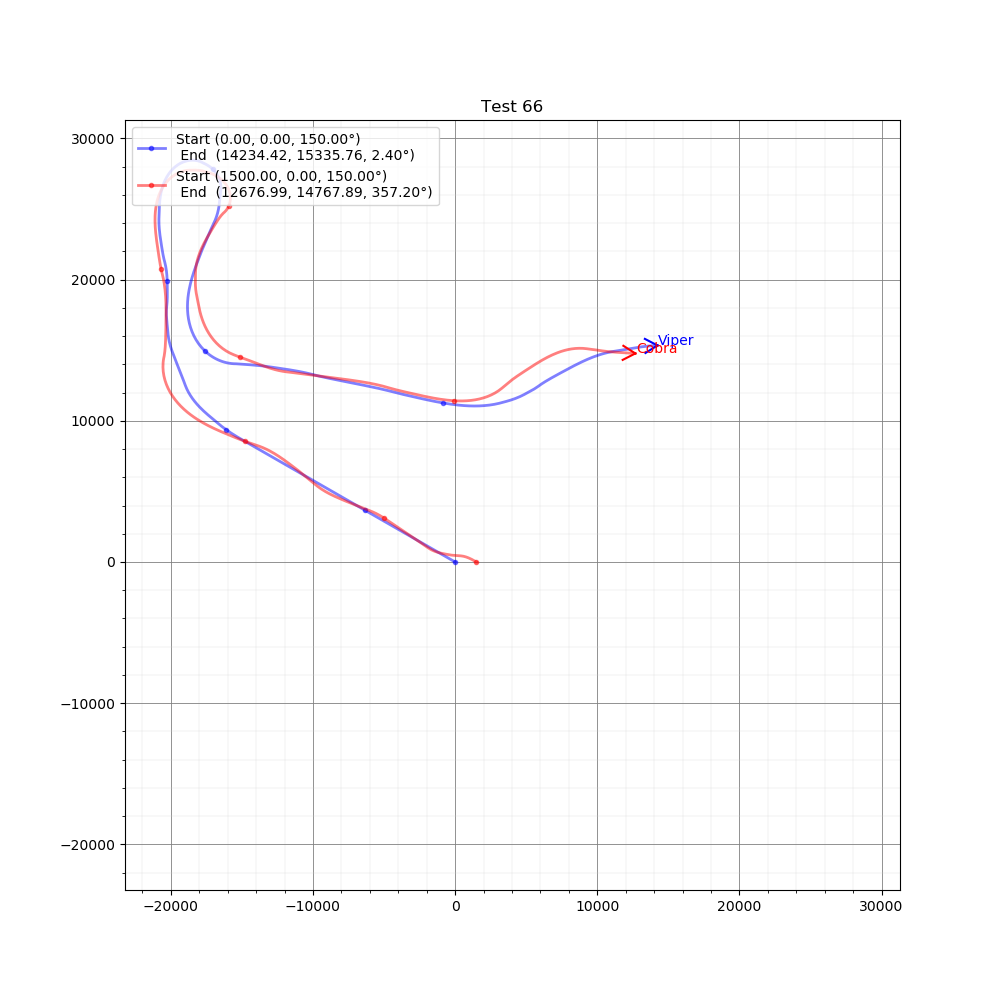 Test 66
30000
20000
10000
0
−10000
−20000
Start (0.00, 0.00, 150.00°)
End  (14234.42, 15335.76, 2.40°)
Start (1500.00, 0.00, 150.00°)
End  (12676.99, 14767.89, 357.20°)
Viper
Cobra
−20000 −10000 0 10000 20000 30000